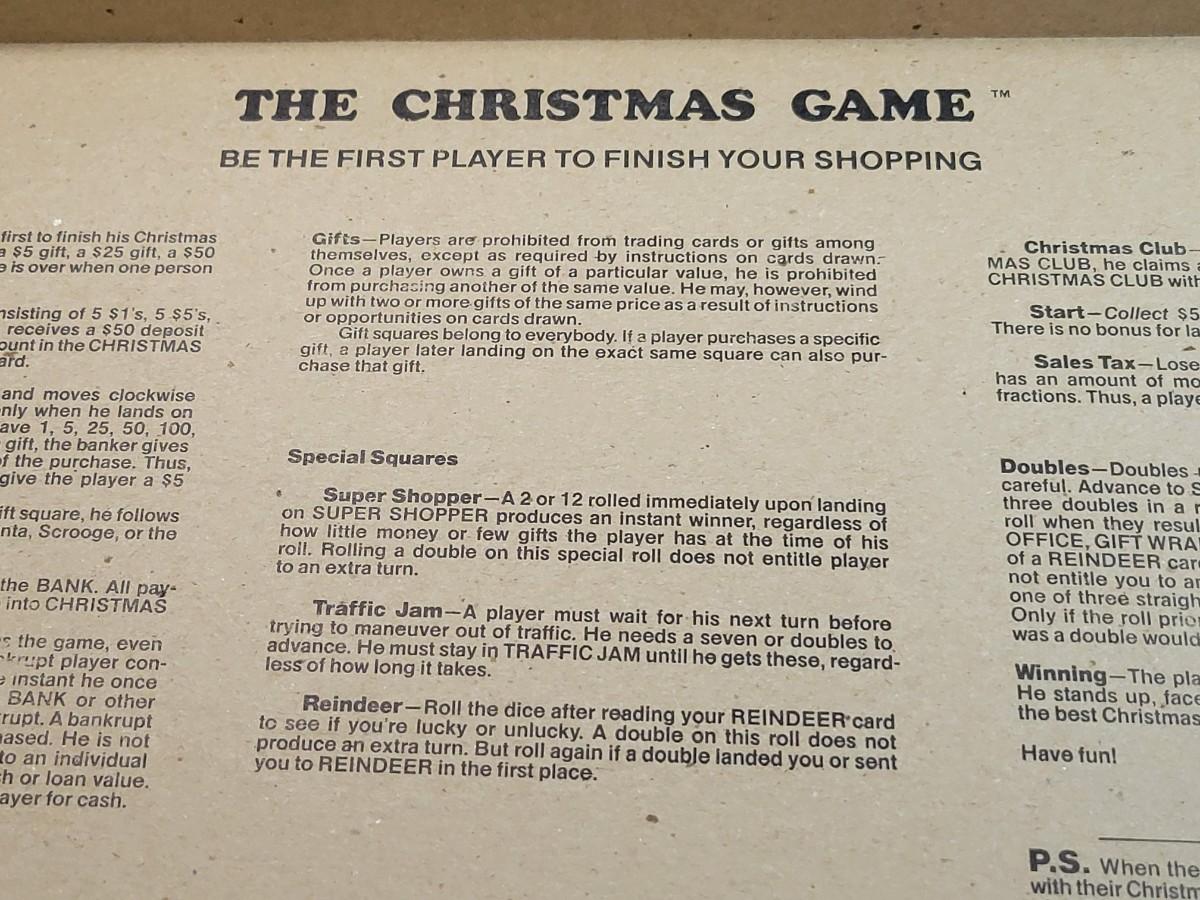 THE CHRISTMAS GAME ™
BE THE FIRST PLAYER TO FINISH YOUR SHOPPING
first to finish his Christmas
a $5 gift, a $25 gift, a $50
e is over when one person
nsisting of 5 $1's, 5 $5's,
receives a $50 deposit
ount in the CHRISTMAS
ard.
and moves clockwise
only when he lands on
ave 1, 5, 25, 50, 100,
gift, the banker gives
of the purchase. Thus,
give the player a $5
ift square, he follows
nta, Scrooge, or the
the BANK. All pay-
into CHRISTMAS
the game, even
krupt player con-
e instant he once
BANK or other
rupt. A bankrupt
ased. He is not
to an individual
h or loan value.
ayer for cash.
Gifts—Players are prohibited from trading cards or gifts among
themselves, except as required by instructions on cards drawn.
Once a player owns a gift of a particular value, he is prohibited
from purchasing another of the same value. He may, however, wind
up with two or more gifts of the same price as a result of instructions
or opportunities on cards drawn.
Gift squares belong to everybody. If a player purchases a specific
gift, a player later landing on the exact same square can also pur-
chase that gift.
Special Squares
Super Shopper—A 2 or 12 rolled immediately upon landing
on SUPER SHOPPER produces an instant winner, regardless of
how little money or few gifts the player has at the time of his
roll. Rolling a double on this special roll does not entitle player
to an extra turn.
Traffic Jam—A player must wait for his next turn before
trying to maneuver out of traffic. He needs a seven or doubles to
advance. He must stay in TRAFFIC JAM until he gets these, regard-
less of how long it takes.
Reindeer—Roll the dice after reading your REINDEER card
to see if you're lucky or unlucky. A double on this roll does not
produce an extra turn. But roll again if a double landed you or sent
you to REINDEER in the first place.
Christmas Club—
MAS CLUB, he claims a
CHRISTMAS CLUB with
Start—Collect $5
There is no bonus for la
Sales Tax—Lose
has an amount of mo
fractions. Thus, a playe
Doubles—Doubles
careful. Advance to S
three doubles in a r
roll when they resul
OFFICE, GIFT WRA
of a REINDEER car
not entitle you to an
one of three straigh
Only if the roll prio
was a double would
Winning—The pla
He stands up, face
the best Christmas
Have fun!
P.S. When the
with their Christm